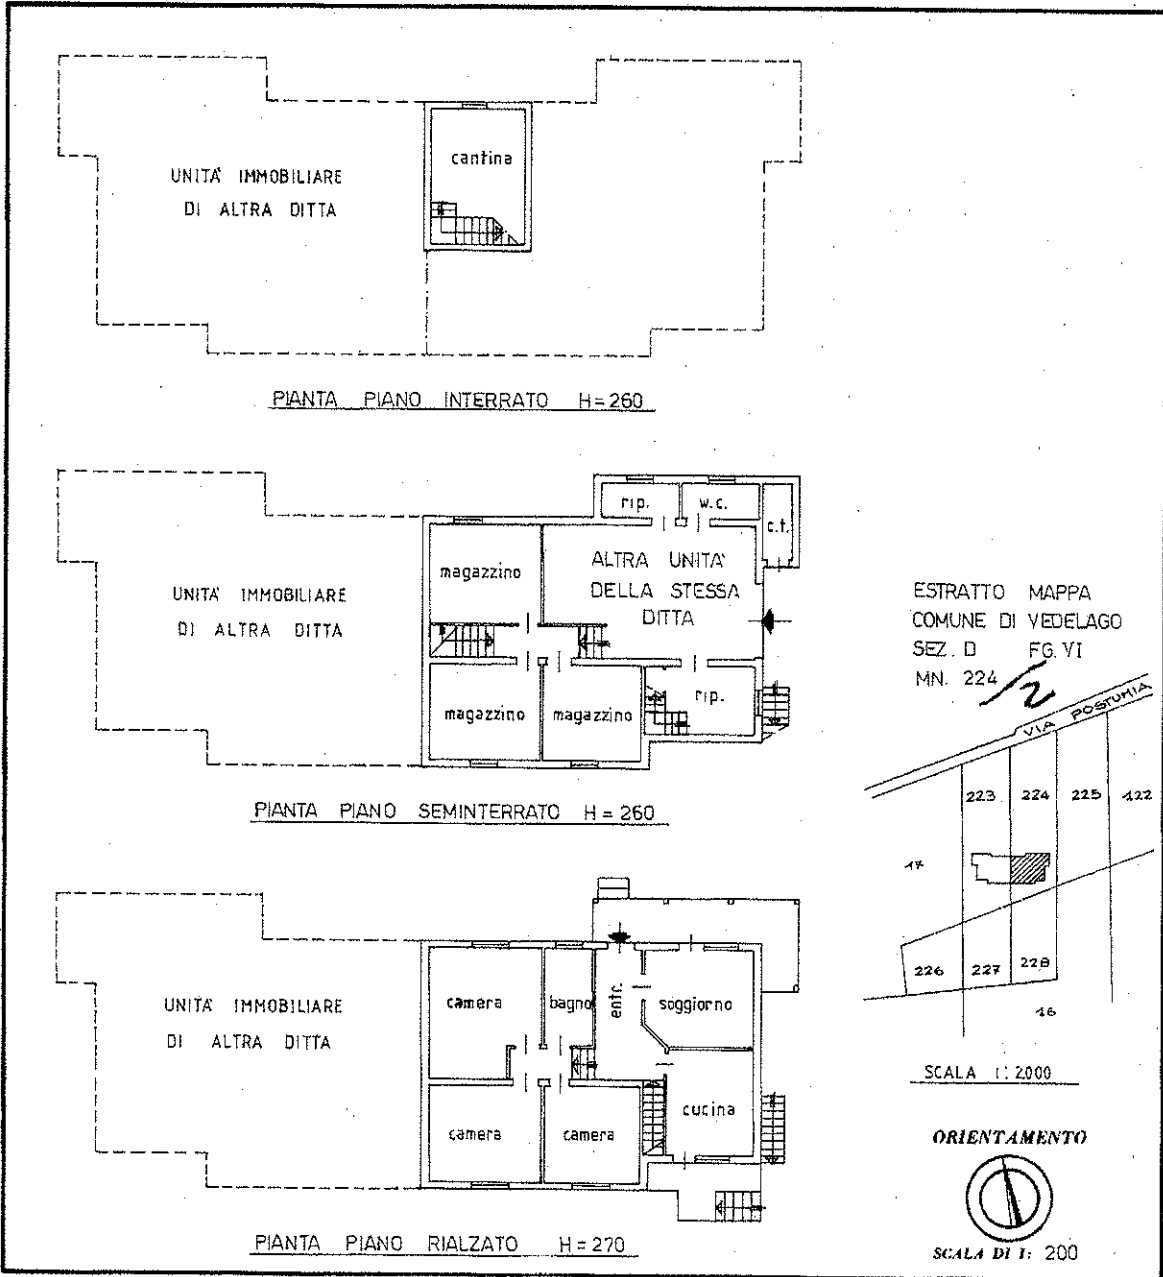 cantina
UNITA' IMMOBILIARE
DI ALTRA DITTA
PIANTA PIANO INTERRATO H=260
rip.
w.c.
c.t.
magazzino
ALTRA UNITA'
DELLA STESSA
DITTA
UNITA' IMMOBILIARE
DI ALTRA DITTA
magazzino
magazzino
rip.
PIANTA PIANO SEMINTERRATO H = 260
ESTRATTO MAPPA
COMUNE DI VEDELAGO
SEZ. D FG. VI
MN. 224/2
VIA POSTUMIA
223 224 225 122
17
226 227 228
16
SCALA 1:2000
UNITA' IMMOBILIARE
DI ALTRA DITTA
camera
bagno
entr.
soggiorno
camera
camera
cucina
PIANTA PIANO RIALZATO H=270
ORIENTAMENTO
SCALA DI 1: 200